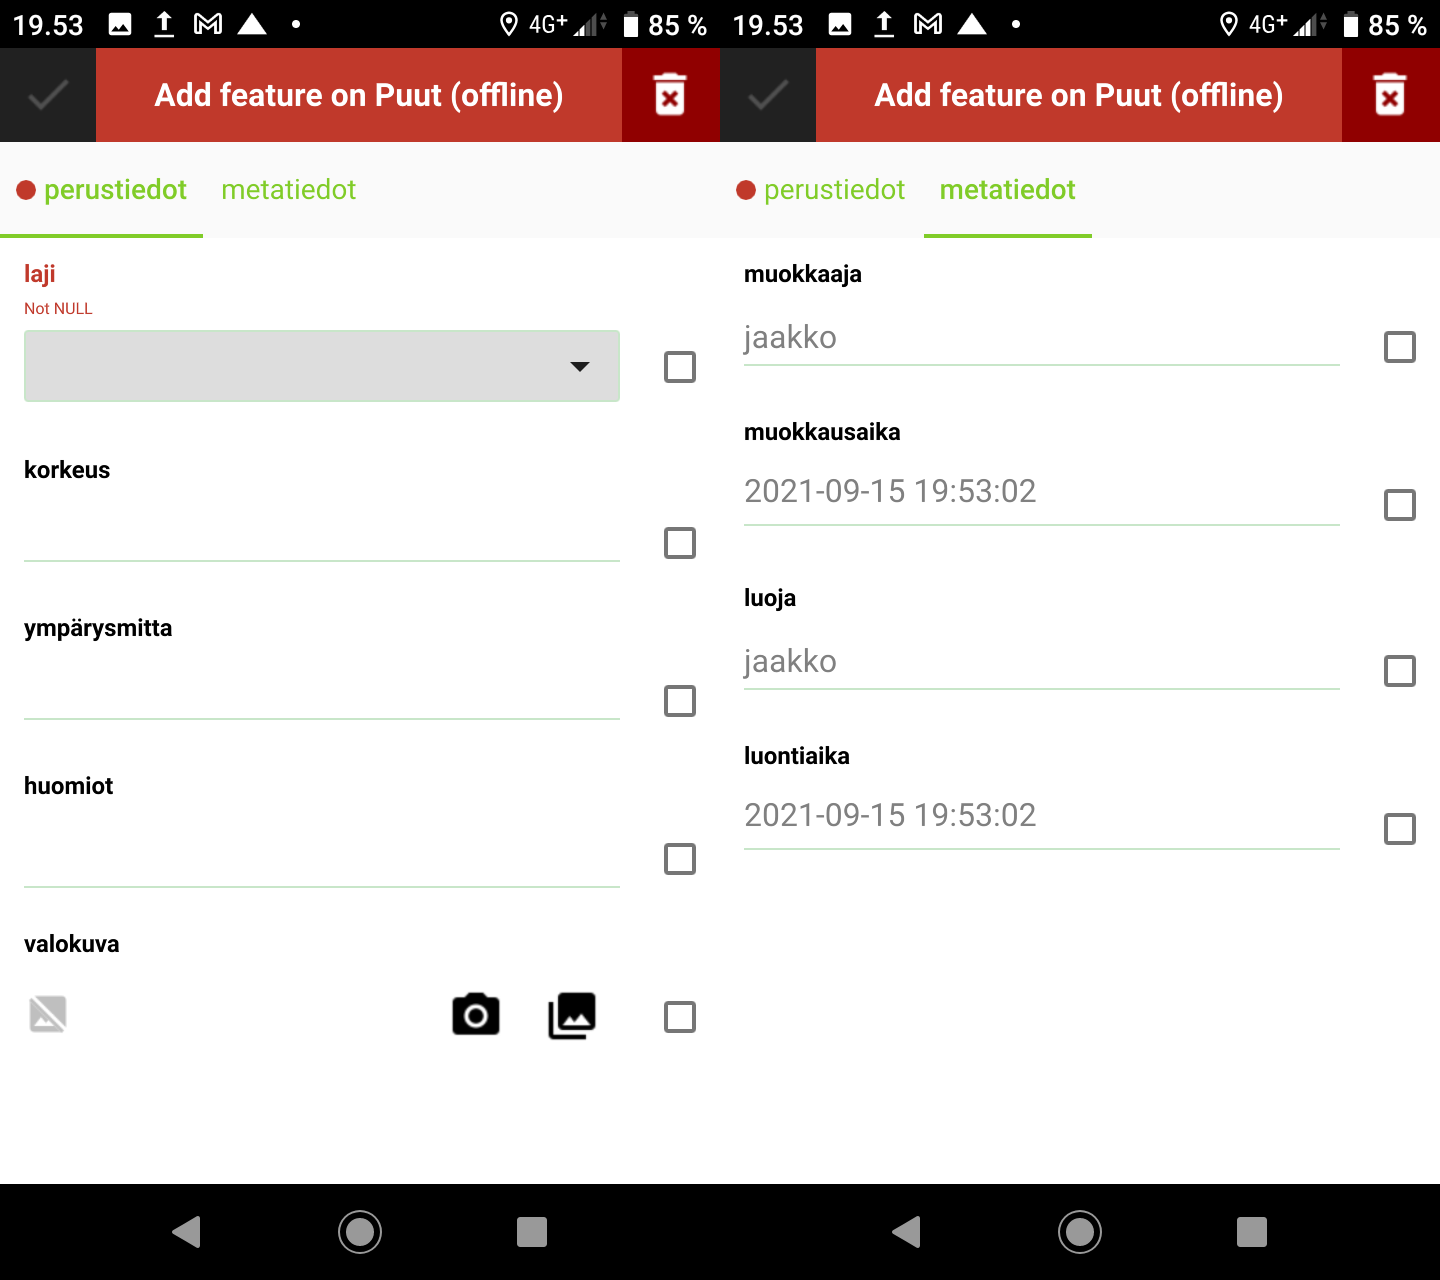 19.53 4G+ 85 %
Add feature on Puut (offline)
perustiedot metatiedot
laji
Not NULL
korkeus
ympärysmitta
huomiot
valokuva
19.53 4G+ 85 %
Add feature on Puut (offline)
perustiedot metatiedot
muokkaaja
jaakko
muokkausaika
2021-09-15 19:53:02
luoja
jaakko
luontiaika
2021-09-15 19:53:02